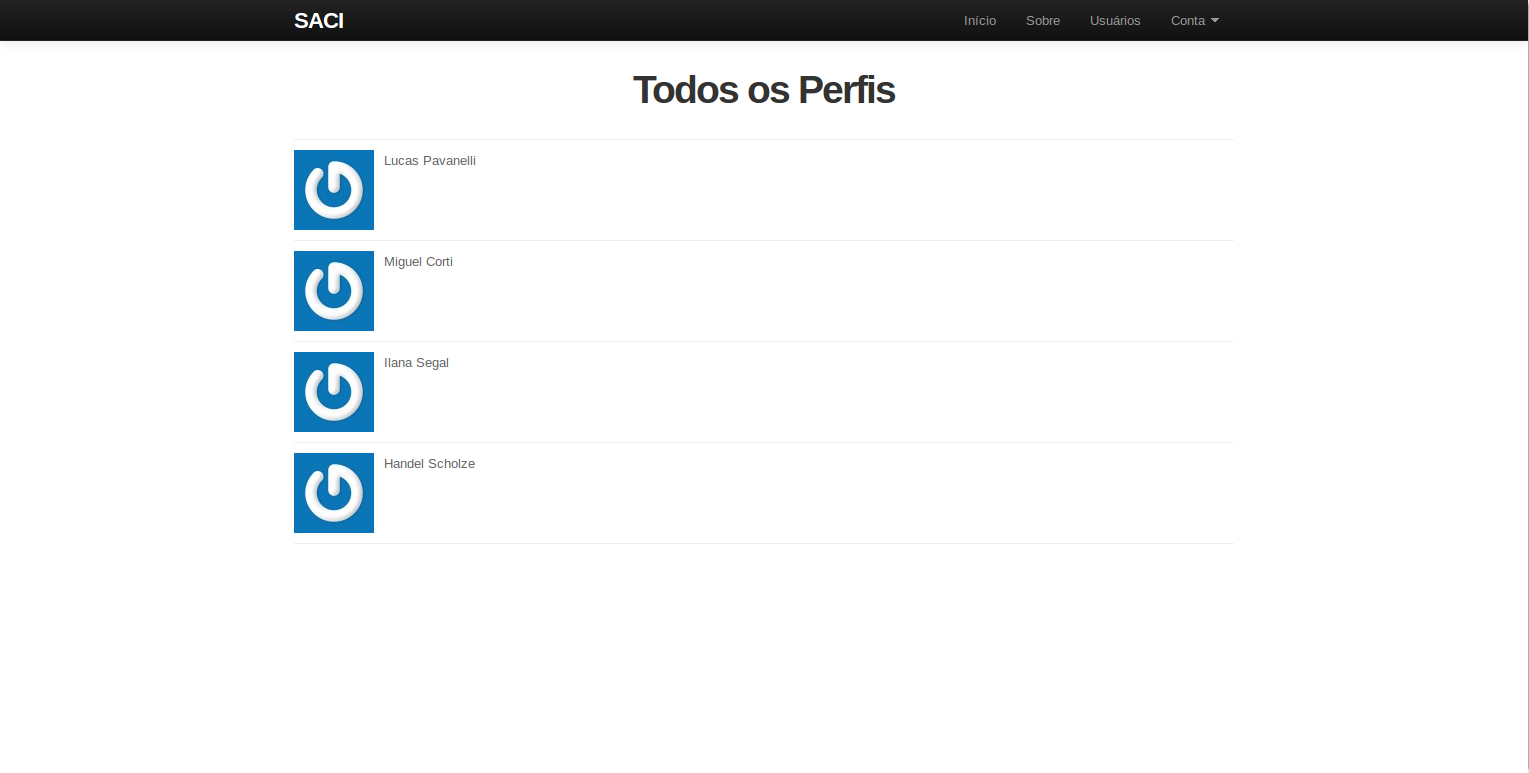 SACI Início Sobre Usuários Conta
Todos os Perfis
Lucas Pavanelli
Miguel Corti
Ilana Segal
Handel Scholze